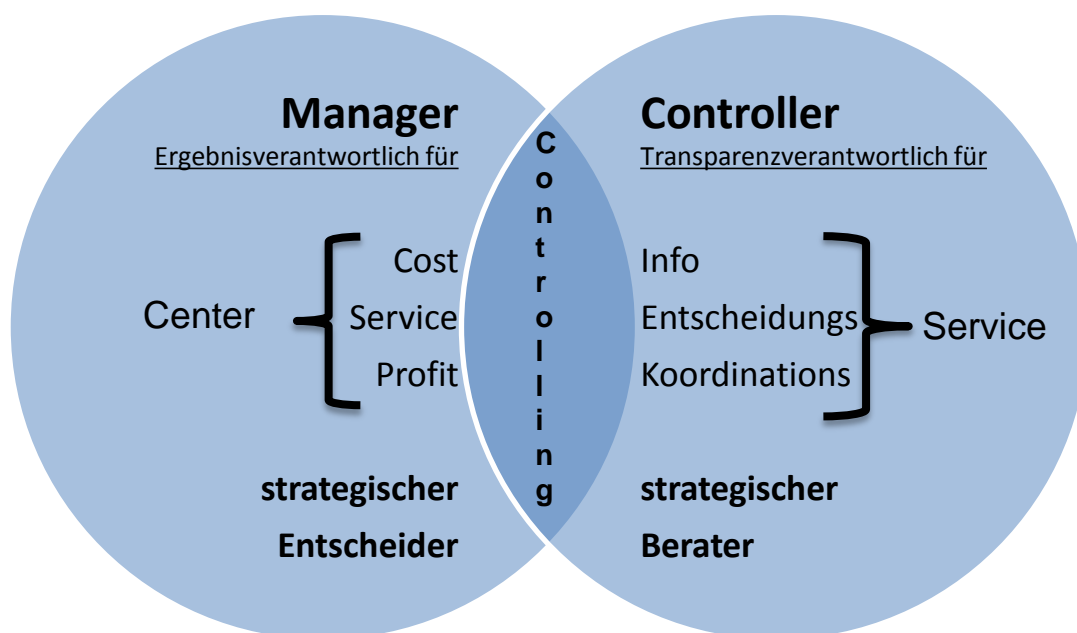 Manager
Ergebnisverantwortlich für
Center
Cost
Service
Profit
strategischer
Entscheider
Controlling
Controller
Transparenzverantwortlich für
Info
Entscheidungs
Koordinations
Service
strategischer
Berater